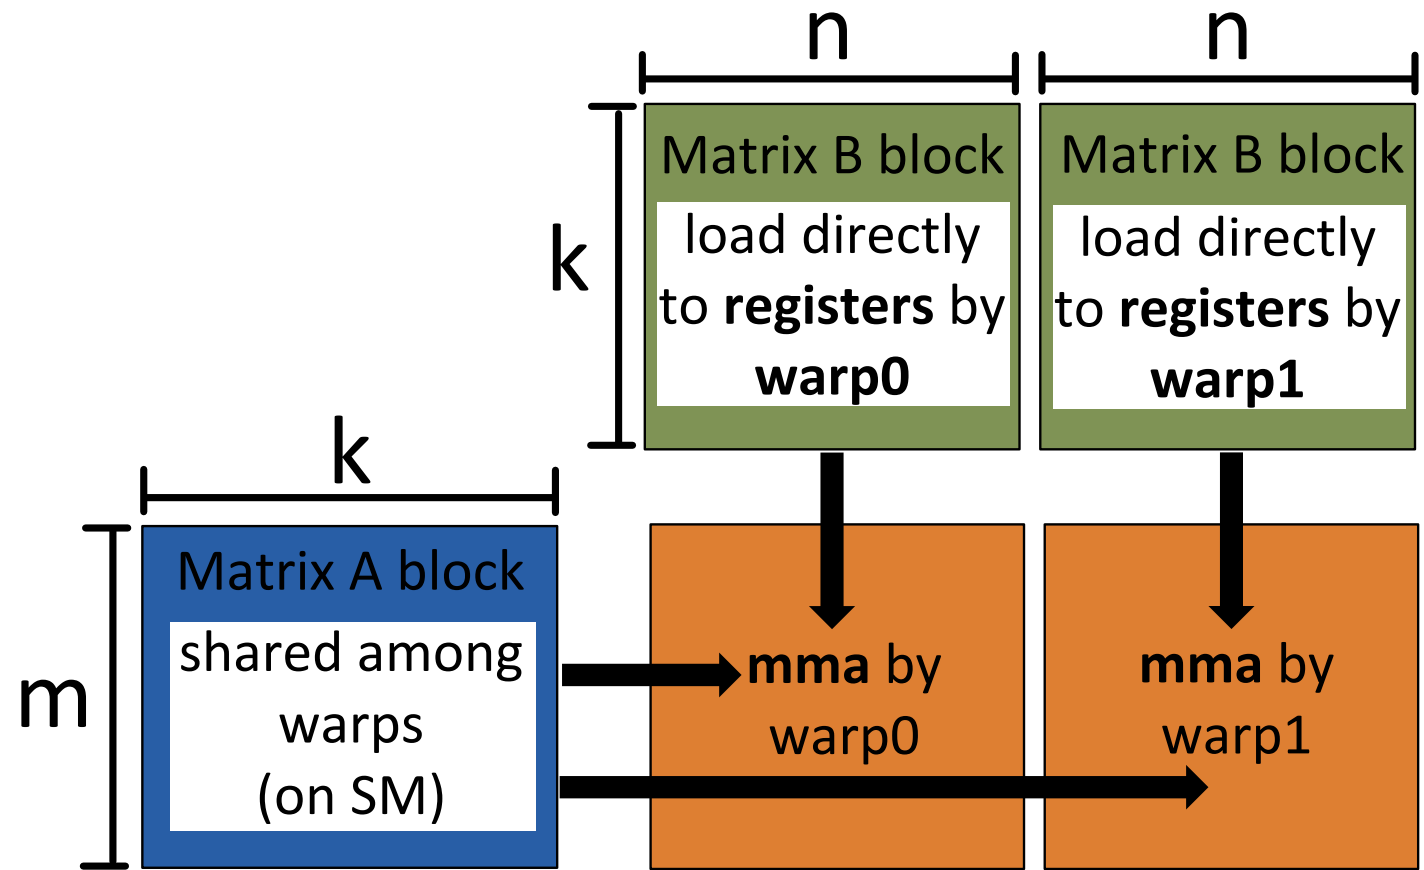 n
n
k
Matrix B block
load directly
to registers by
warp0
Matrix B block
load directly
to registers by
warp1
k
m
Matrix A block
shared among
warps
(on SM)
mma by
warp0
mma by
warp1